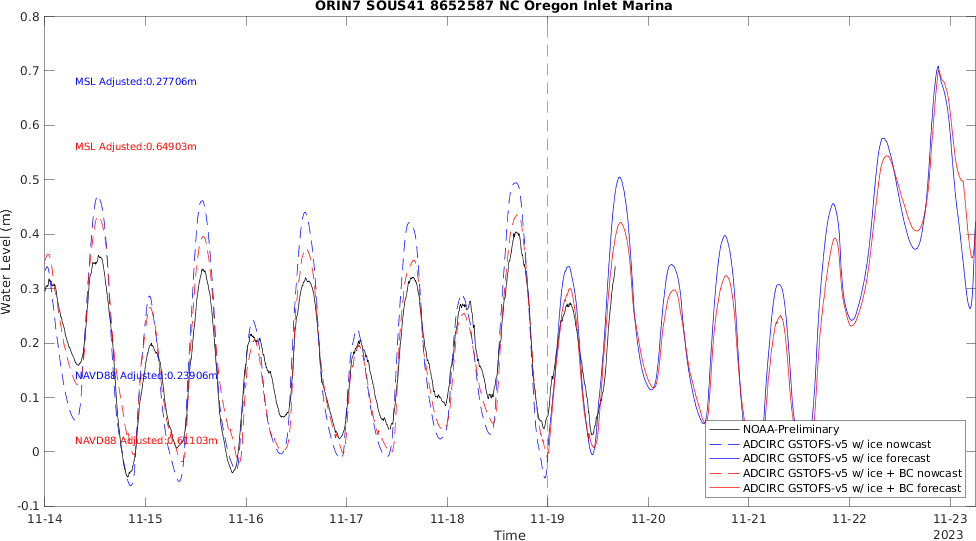 ORIN7 SOUS41 8652587 NC Oregon Inlet Marina
0.8
0.7
0.6
0.5
0.4
0.3
0.2
0.1
0
-0.1
Water Level (m)
MSL Adjusted:0.27706m
MSL Adjusted:0.64903m
NAVD88 Adjusted:0.23906m
NAVD88 Adjusted:0.61103m
NOAA-Preliminary
ADCIRC GSTOFS-v5 w/ ice nowcast
ADCIRC GSTOFS-v5 w/ ice forecast
ADCIRC GSTOFS-v5 w/ ice + BC nowcast
ADCIRC GSTOFS-v5 w/ ice + BC forecast
11-14 11-15 11-16 11-17 11-18 11-19 11-20 11-21 11-22 11-23
Time
2023